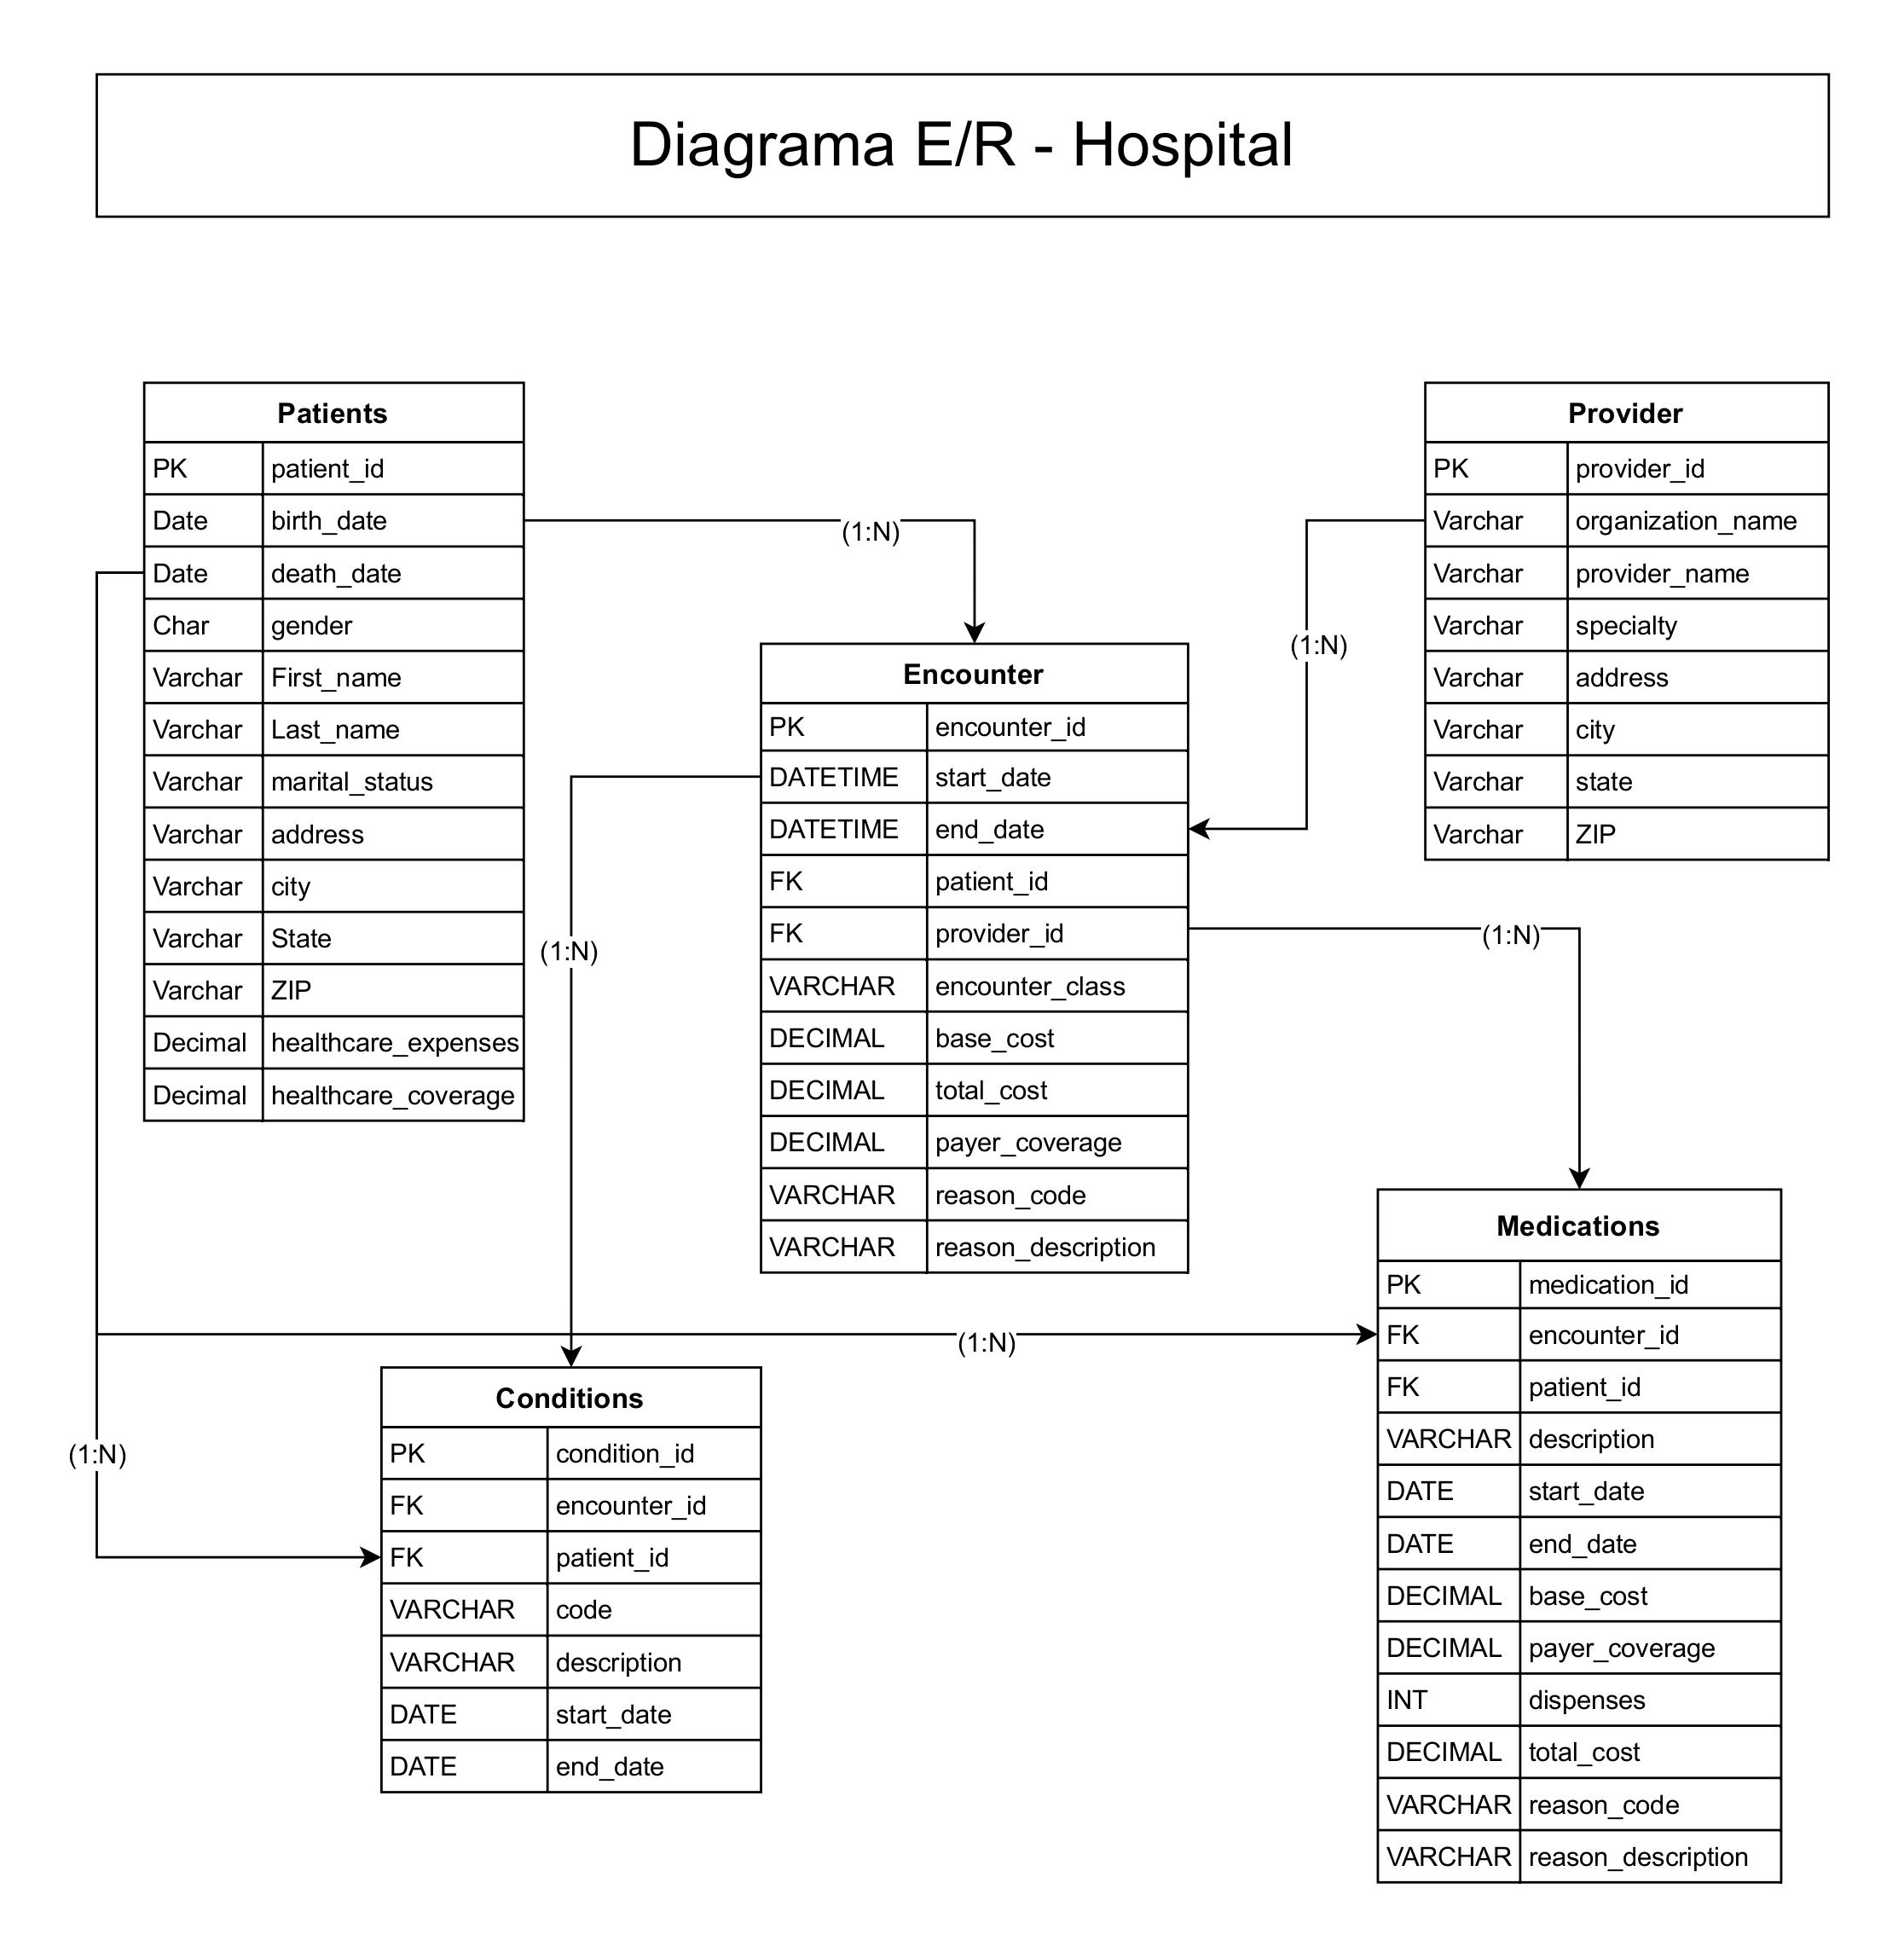 Diagrama E/R - Hospital
Patients
PK patient_id
Date birth_date
Date death_date
Char gender
Varchar First_name
Varchar Last_name
Varchar marital_status
Varchar address
Varchar city
Varchar State
Varchar ZIP
Decimal healthcare_expenses
Decimal healthcare_coverage
(1:N)
Provider
PK provider_id
Varchar organization_name
Varchar provider_name
Varchar specialty
Varchar address
Varchar city
Varchar state
Varchar ZIP
(1:N)
Encounter
PK encounter_id
DATETIME start_date
DATETIME end_date
FK patient_id
FK provider_id
VARCHAR encounter_class
DECIMAL base_cost
DECIMAL total_cost
DECIMAL payer_coverage
VARCHAR reason_code
VARCHAR reason_description
(1:N)
(1:N)
(1:N)
(1:N)
Conditions
PK condition_id
FK encounter_id
FK patient_id
VARCHAR code
VARCHAR description
DATE start_date
DATE end_date
Medications
PK medication_id
FK encounter_id
FK patient_id
VARCHAR description
DATE start_date
DATE end_date
DECIMAL base_cost
DECIMAL payer_coverage
INT dispenses
DECIMAL total_cost
VARCHAR reason_code
VARCHAR reason_description